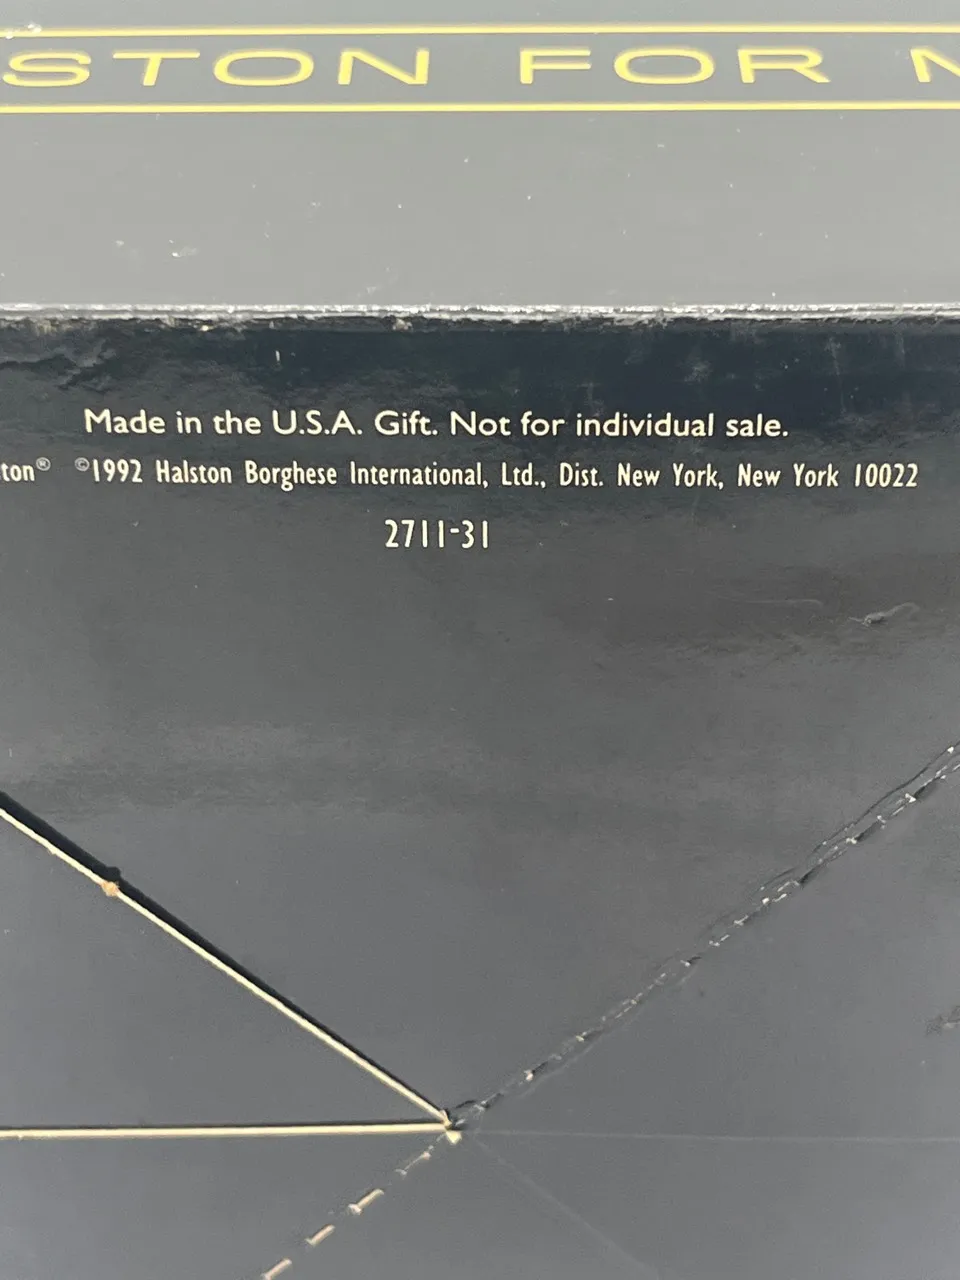 STON FOR M
Made in the U.S.A. Gift. Not for individual sale.
ton® ©1992 Halston Borghese International, Ltd., Dist. New York, New York 10022
2711-31